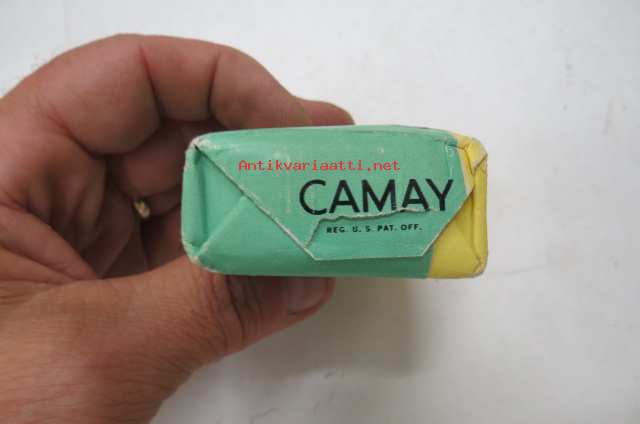 Antikvariaatti.net
CAMAY
REG. U. S. PAT. OFF.